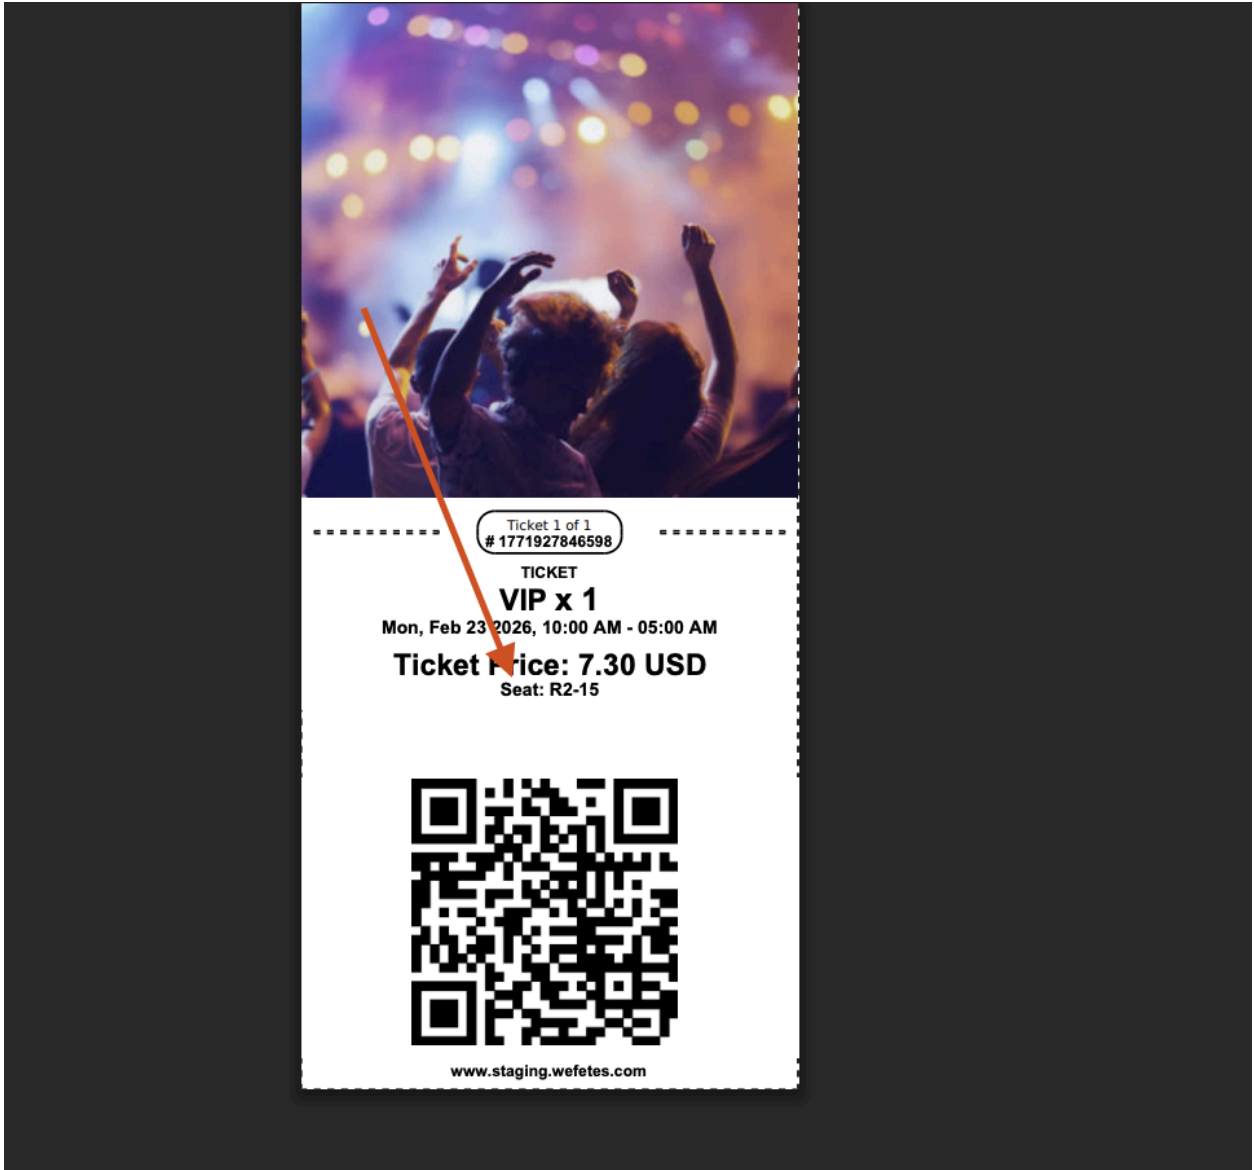 Ticket 1 of 1
# 1771927846598
TICKET
VIP x 1
Mon, Feb 23 2026, 10:00 AM - 05:00 AM
Ticket Price: 7.30 USD
Seat: R2-15
www.staging.wefetes.com